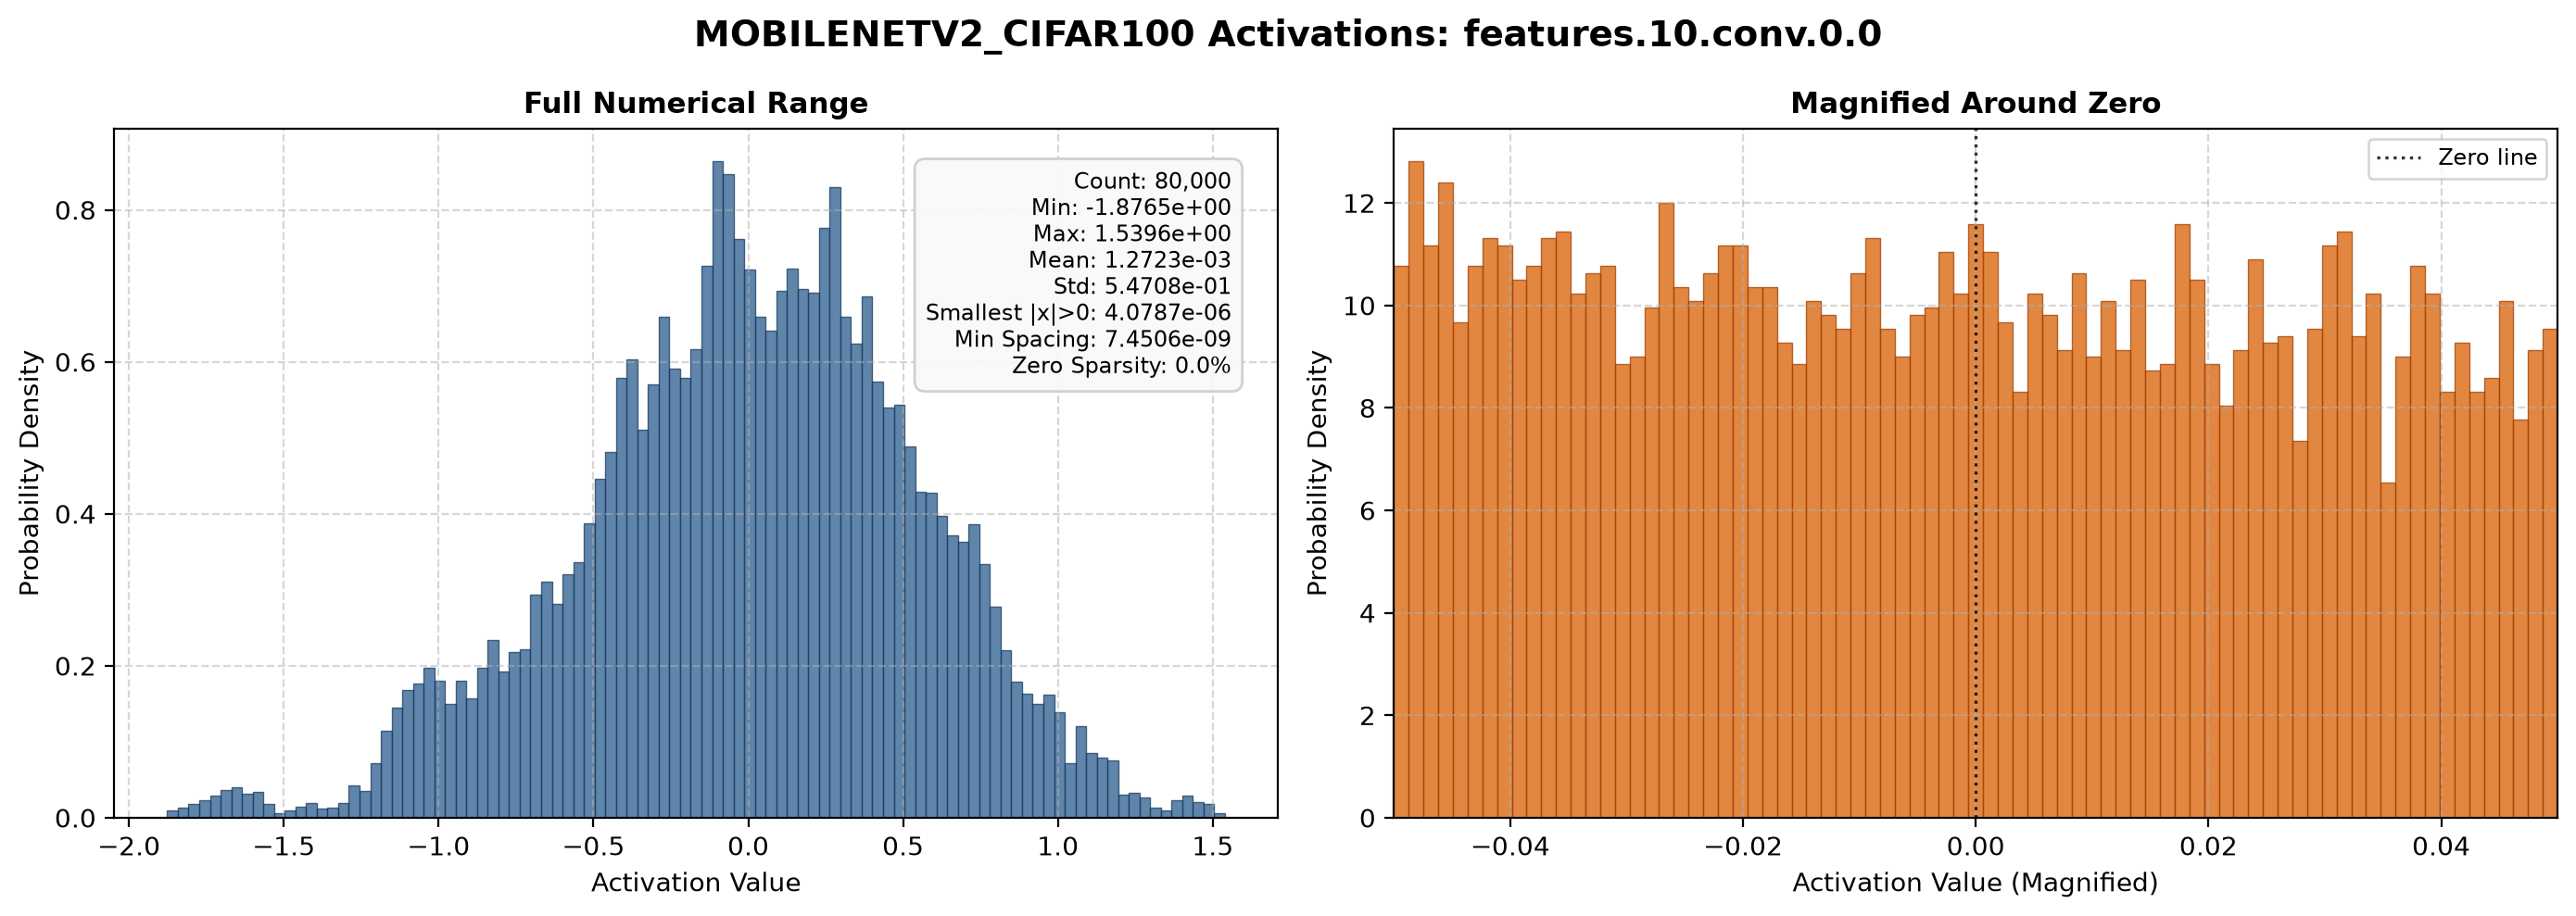 MOBILENETV2_CIFAR100 Activations: features.10.conv.0.0
Full Numerical Range
Probability Density
0.8
0.6
0.4
0.2
0.0
Count: 80,000
Min: -1.8765e+00
Max: 1.5396e+00
Mean: 1.2723e-03
Std: 5.4708e-01
Smallest |x|>0: 4.0787e-06
Min Spacing: 7.4506e-09
Zero Sparsity: 0.0%
−2.0 −1.5 −1.0 −0.5 0.0 0.5 1.0 1.5
Activation Value
Magnified Around Zero
Probability Density
12
10
8
6
4
2
0
Zero line
−0.04 −0.02 0.00 0.02 0.04
Activation Value (Magnified)